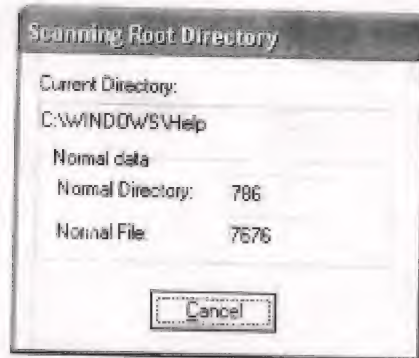 Scanning Root Directory
Current Directory:
C:\WINDOWS\Help
Normal data
Normal Directory: 786
Normal File: 7676
Cancel